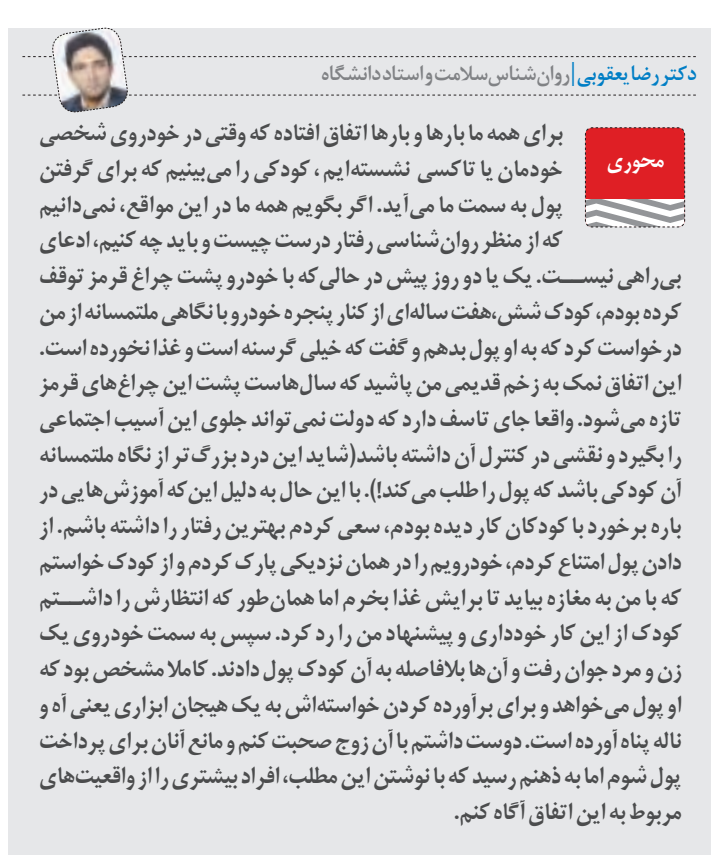 دکتر رضا یعقوبی|روان‌شناس سلامت و استاد دانشگاه
محوری
برای همه ما بارها و بارها اتفاق افتاده که وقتی در خودروی شخصی
خودمان یا تاکسی نشسته‌ایم ، کودکی را می‌بینیم که برای گرفتن
پول به سمت ما می‌آید. اگر بگویم همه ما در این مواقع، نمی‌دانیم
که از منظر روان‌شناسی رفتار درست چیست و باید چه کنیم، ادعای
بی‌راهی نیســت. یک یا دو روز پیش در حالی‌که با خودرو پشت چراغ قرمز توقف
کرده بودم، کودک شش،هفت ساله‌ای از کنار پنجره خودرو با نگاهی ملتمسانه از من
درخواست کرد که به او پول بدهم و گفت که خیلی گرسنه است و غذا نخورده است.
این اتفاق نمک به زخم قدیمی من پاشید که سال‌هاست پشت این چراغ‌های قرمز
تازه می‌شود. واقعا جای تاسف دارد که دولت نمی‌تواند جلوی این آسیب اجتماعی
را بگیرد و نقشی در کنترل آن داشته باشد(شاید این درد بزرگ‌تر از نگاه ملتمسانه
آن کودکی باشد که پول را طلب می‌کند!). با این حال به دلیل این‌که آموزش‌هایی در
باره برخورد با کودکان کار دیده بودم، سعی کردم بهترین رفتار را داشته باشم. از
دادن پول امتناع کردم، خودرویم را در همان نزدیکی پارک کردم و از کودک خواستم
که با من به مغازه بیاید تا برایش غذا بخرم اما همان‌طور که انتظارش را داشــتم
کودک از این کار خودداری و پیشنهاد من را رد کرد. سپس به سمت خودروی یک
زن و مرد جوان رفت و آن‌ها بلافاصله به آن کودک پول دادند. کاملا مشخص بود که
او پول می‌خواهد و برای برآورده کردن خواسته‌اش به یک هیجان ابزاری یعنی آه و
ناله پناه آورده است. دوست داشتم با آن زوج صحبت کنم و مانع آنان برای پرداخت
پول شوم اما به ذهنم رسید که با نوشتن این مطلب، افراد بیشتری را از واقعیت‌های
مربوط به این اتفاق آگاه کنم.